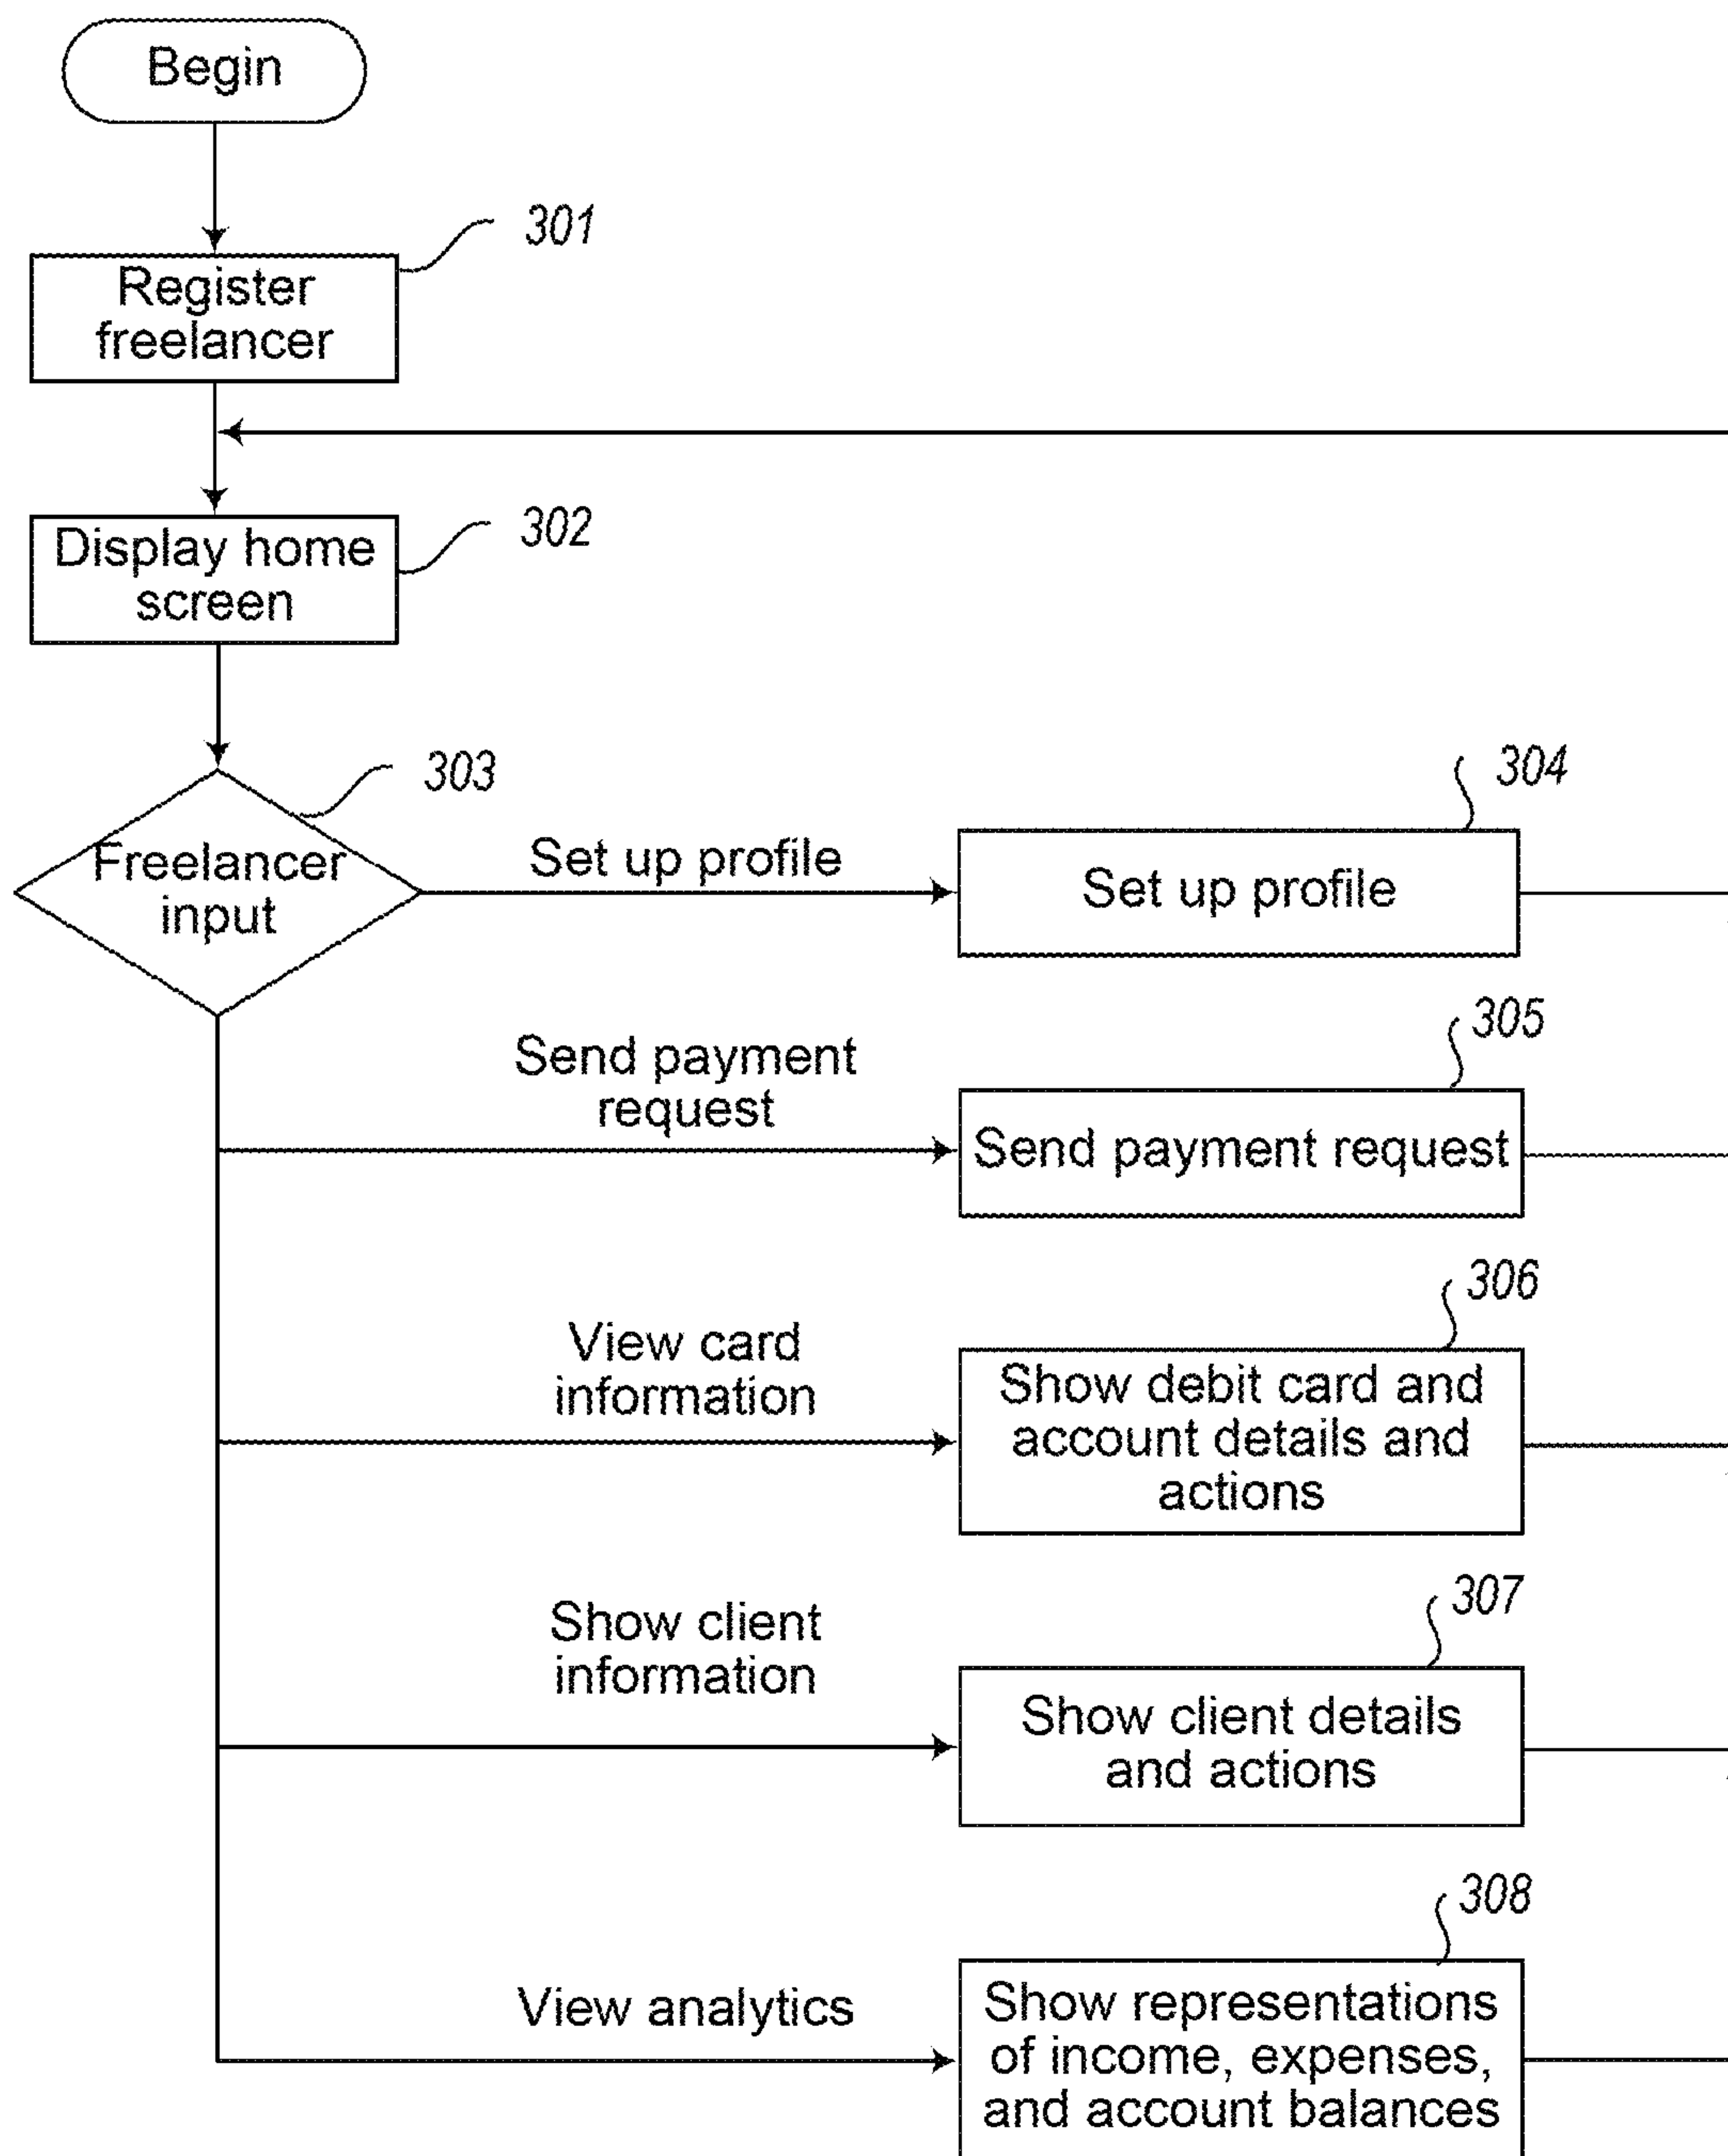 Begin
301
Register
freelancer
302
Display home
screen
303
Freelancer
input
Set up profile
304
Set up profile
Send payment
request
305
Send payment request
View card
information
306
Show debit card and
account details and
actions
Show client
information
307
Show client details
and actions
View analytics
308
Show representations
of income, expenses,
and account balances